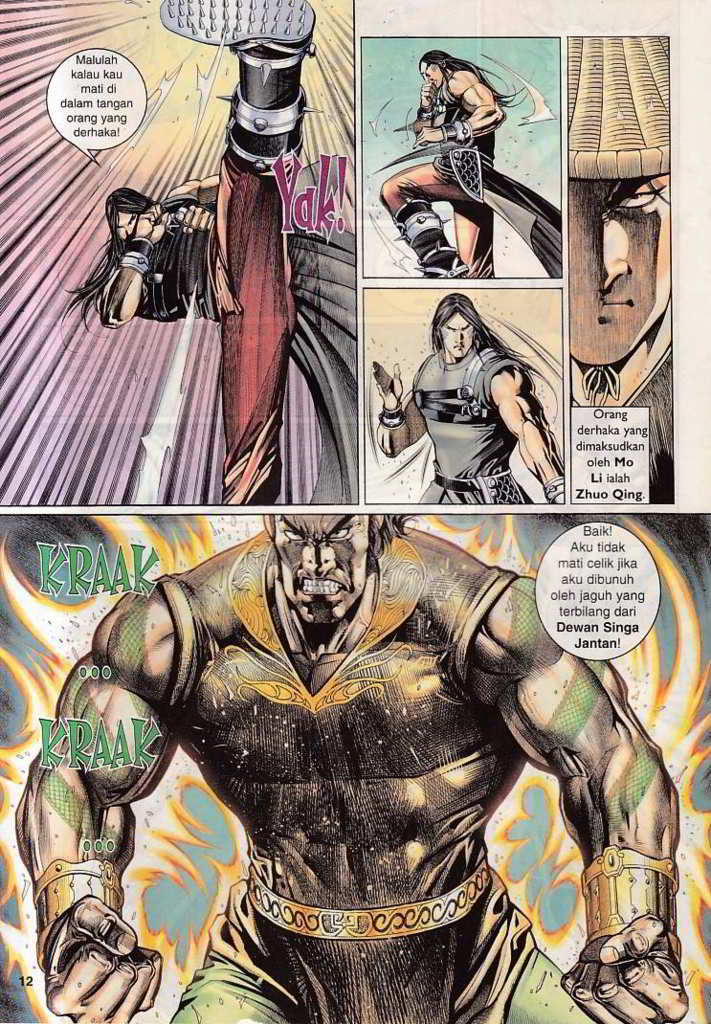 Malulah
kalau kau
mati di
dalam tangan
orang yang
derhaka!
Yak!
Orang
derhaka yang
dimaksudkan
oleh Mo
Li ialah
Zhuo Qing.
KRAAK
...
KRAAK
...
Baik!
Aku tidak
mati celik jika
aku dibunuh
oleh jaguh yang
terbilang dari
Dewan Singa
Jantan!
12